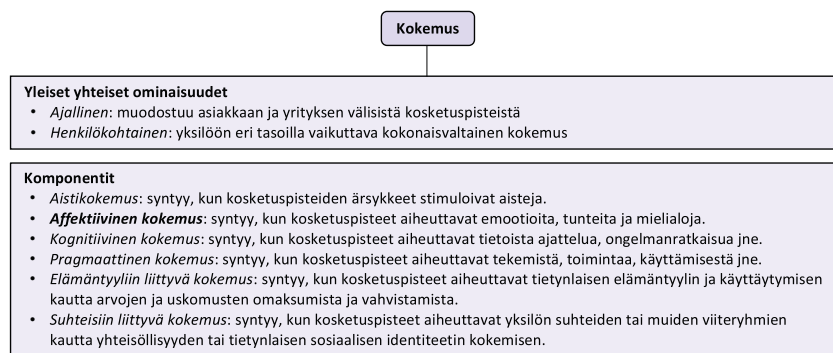 Kokemus
Yleiset yhteiset ominaisuudet
• Ajallinen: muodostuu asiakkaan ja yrityksen välisistä kosketuspisteistä
• Henkilökohtainen: yksilöön eri tasoilla vaikuttava kokonaisvaltainen kokemus
Komponentit
• Aistikokemus: syntyy, kun kosketuspisteiden ärsykkeet stimuloivat aisteja.
• Affektiivinen kokemus: syntyy, kun kosketuspisteet aiheuttavat emootioita, tunteita ja mielialoja.
• Kognitiivinen kokemus: syntyy, kun kosketuspisteet aiheuttavat tietoista ajattelua, ongelmanratkaisua jne.
• Pragmaattinen kokemus: syntyy, kun kosketuspisteet aiheuttavat tekemistä, toimintaa, käyttämisestä jne.
• Elämäntyyliin liittyvä kokemus: syntyy, kun kosketuspisteet aiheuttavat tietynlaisen elämäntyylin ja käyttäytymisen
kautta arvojen ja uskomusten omaksumista ja vahvistamista.
• Suhteisiin liittyvä kokemus: syntyy, kun kosketuspisteet aiheuttavat yksilön suhteiden tai muiden viiteryhmien
kautta yhteisöllisyyden tai tietynlaisen sosiaalisen identiteetin kokemisen.